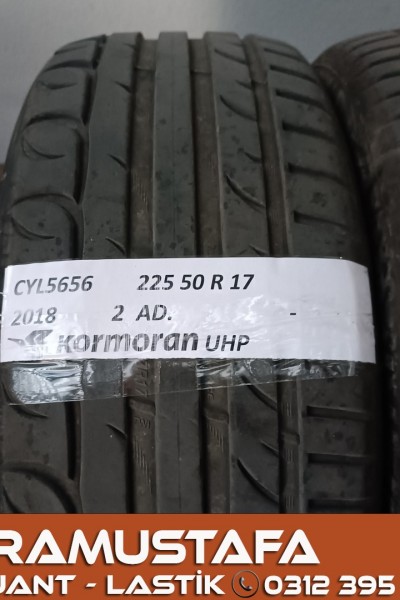 CYL5656 225 50 R 17
2018 2 AD. -
kormoran UHP
RAMUSTAFA
JANT - LASTİK 0312 395